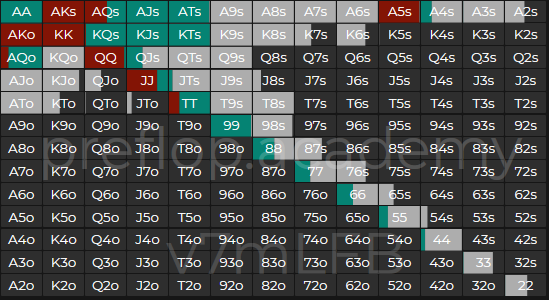 AA AKs AQs AJs ATs A9s A8s A7s A6s A5s A4s A3s A2s
AKo KK KQs KJs KTs K9s K8s K7s K6s K5s K4s K3s K2s
AQo KQo QQ QJs QTs Q9s Q8s Q7s Q6s Q5s Q4s Q3s Q2s
AJo KJo QJo JJ JTs J9s J8s J7s J6s J5s J4s J3s J2s
ATo KTo QTo JTo TT T9s T8s T7s T6s T5s T4s T3s T2s
A9o K9o Q9o J9o T9o 99 98s 97s 96s 95s 94s 93s 92s
A8o K8o Q8o J8o T8o 98o 88 87s 86s 85s 84s 83s 82s
preflop.academy
A7o K7o Q7o J7o T7o 97o 87o 77 76s 75s 74s 73s 72s
A6o K6o Q6o J6o T6o 96o 86o 76o 66 65s 64s 63s 62s
A5o K5o Q5o J5o T5o 95o 85o 75o 65o 55 54s 53s 52s
A4o K4o Q4o J4o T4o 94o 84o 74o 64o 54o 44 43s 42s
v7mLFB
A3o K3o Q3o J3o T3o 93o 83o 73o 63o 53o 43o 33 32s
A2o K2o Q2o J2o T2o 92o 82o 72o 62o 52o 42o 32o 22